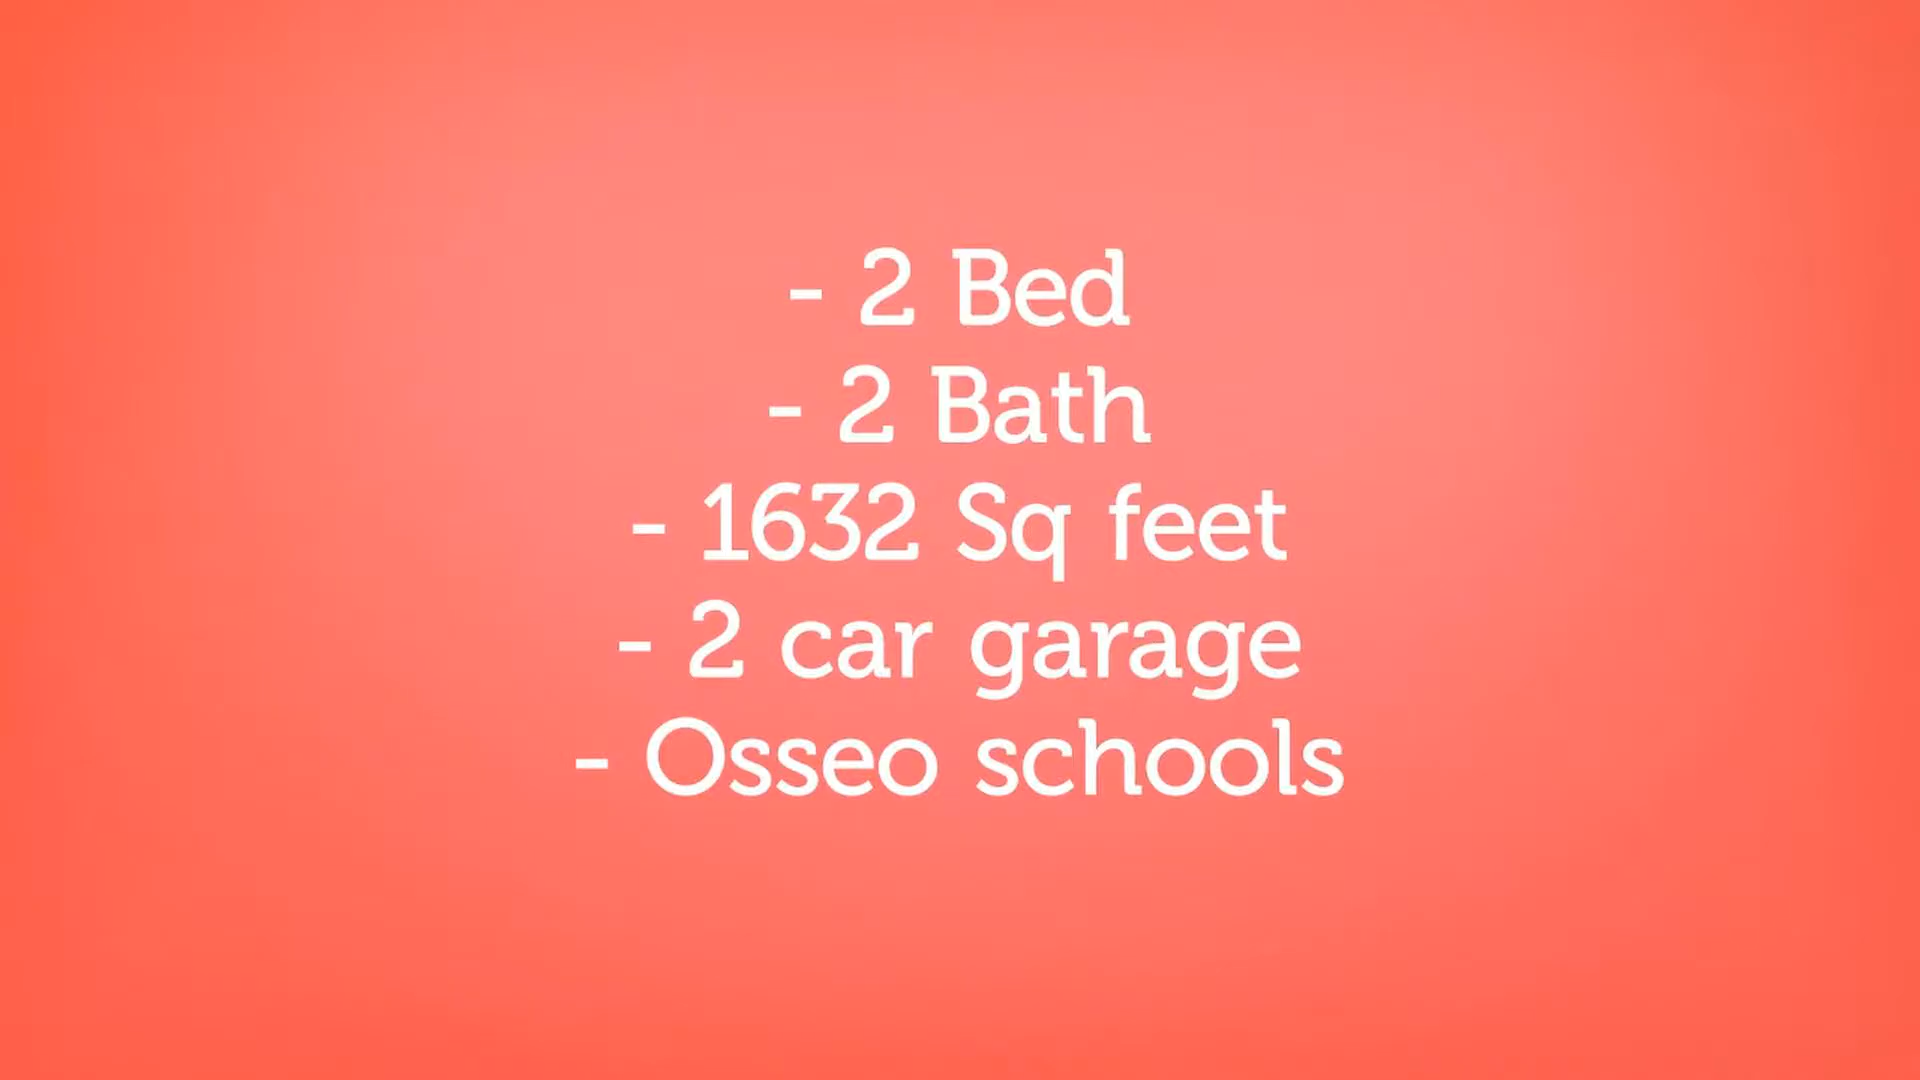 - 2 Bed
- 2 Bath
- 1632 Sq feet
- 2 car garage
- Osseo schools